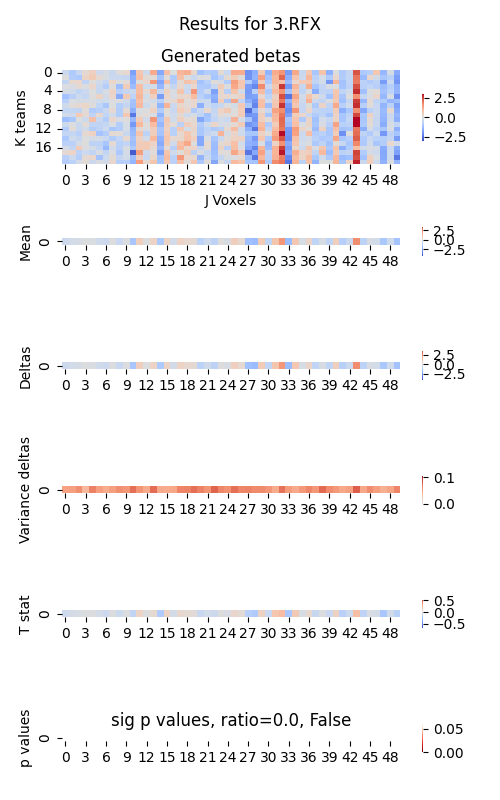 Results for 3.RFX
Generated betas
K teams
0
4
8
12
16
2.5
0.0
−2.5
0 3 6 9 12 15 18 21 24 27 30 33 36 39 42 45 48
J Voxels
Mean
0
2.5
0.0
−2.5
0 3 6 9 12 15 18 21 24 27 30 33 36 39 42 45 48
Deltas
0
2.5
0.0
−2.5
0 3 6 9 12 15 18 21 24 27 30 33 36 39 42 45 48
Variance deltas
0
0.1
0.0
0 3 6 9 12 15 18 21 24 27 30 33 36 39 42 45 48
T stat
0
0.5
0.0
−0.5
0 3 6 9 12 15 18 21 24 27 30 33 36 39 42 45 48
sig p values, ratio=0.0, False
p values
0
0.05
0.00
0 3 6 9 12 15 18 21 24 27 30 33 36 39 42 45 48